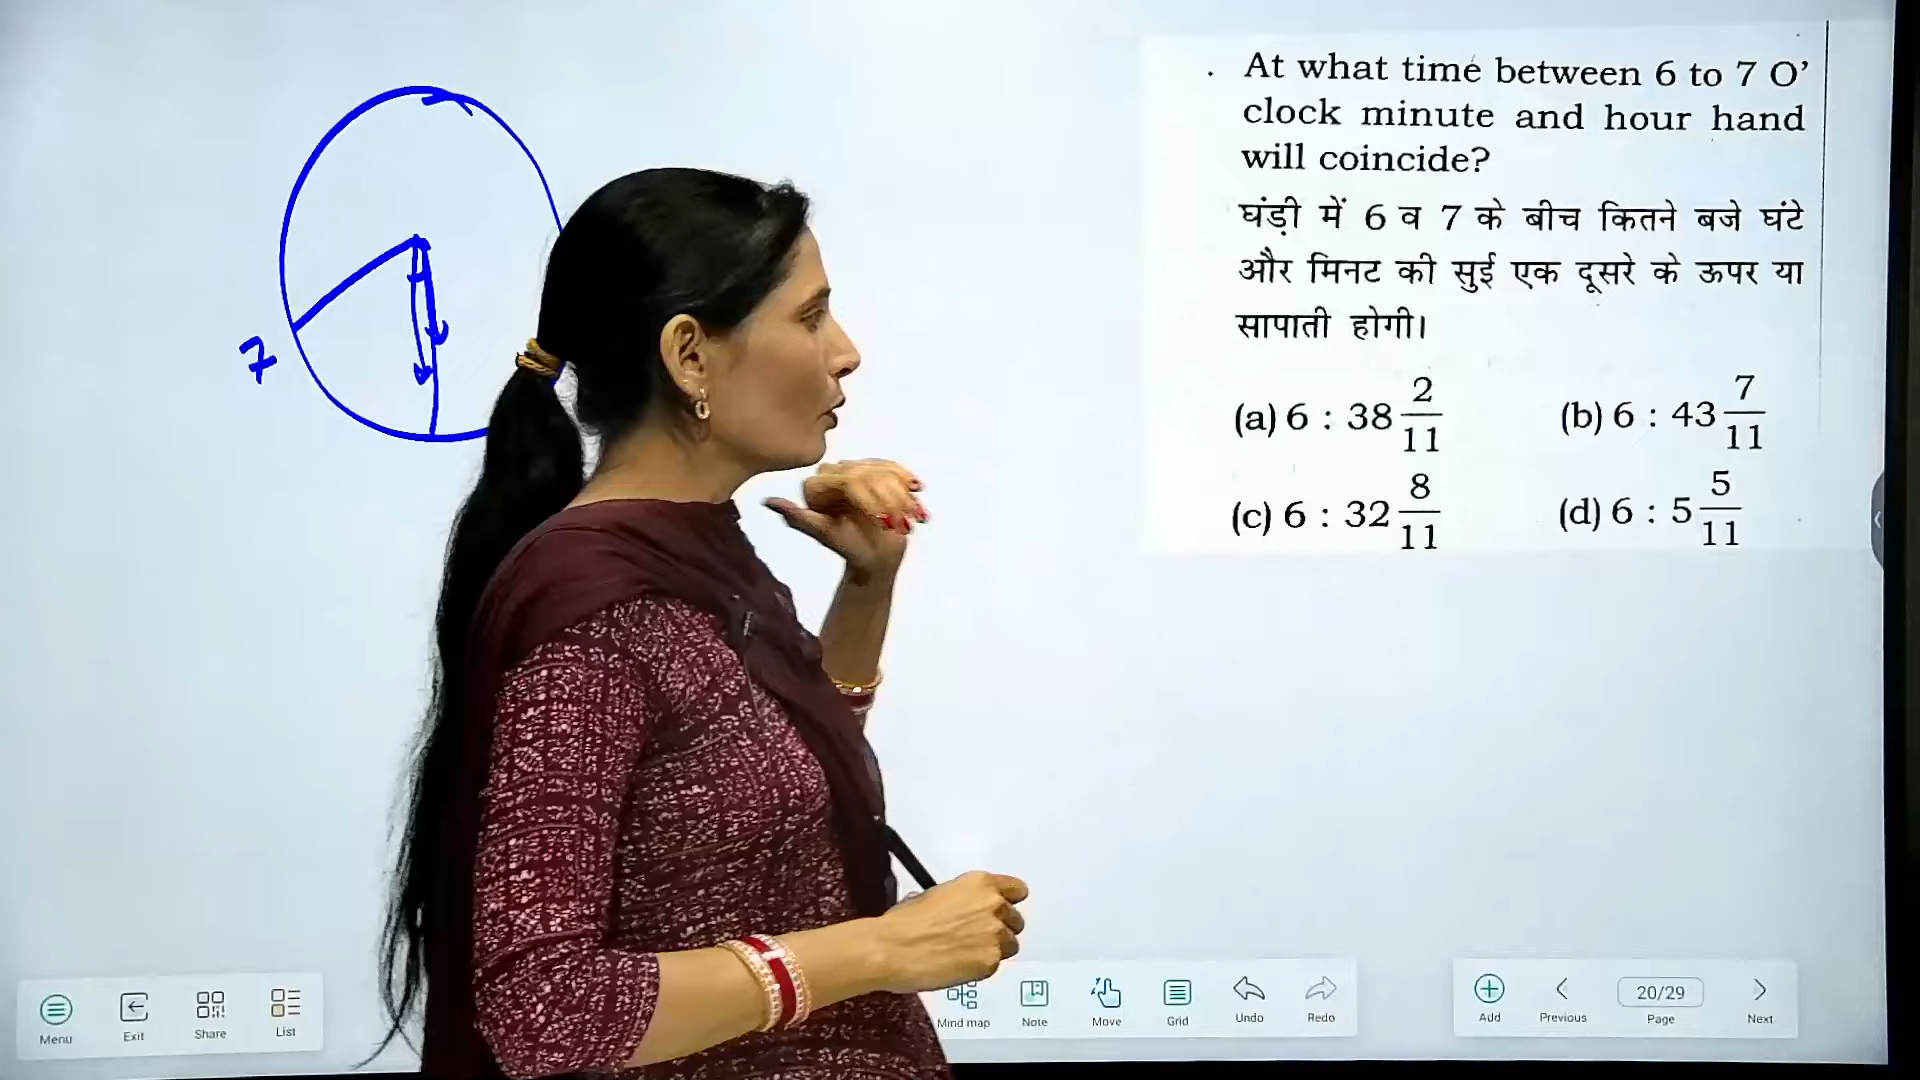 . At what time between 6 to 7 O'
clock minute and hour hand
will coincide?
घंड़ी में 6 व 7 के बीच कितने बजे घंटे
और मिनट की सुई एक दूसरे के ऊपर या
सापाती होगी।
(a) 6 : 38 2/11 (b) 6 : 43 7/11
(c) 6 : 32 8/11 (d) 6 : 5 5/11
7
Menu Exit Share List Mind map Note Move Grid Undo Redo Add Previous 20/29 Page Next